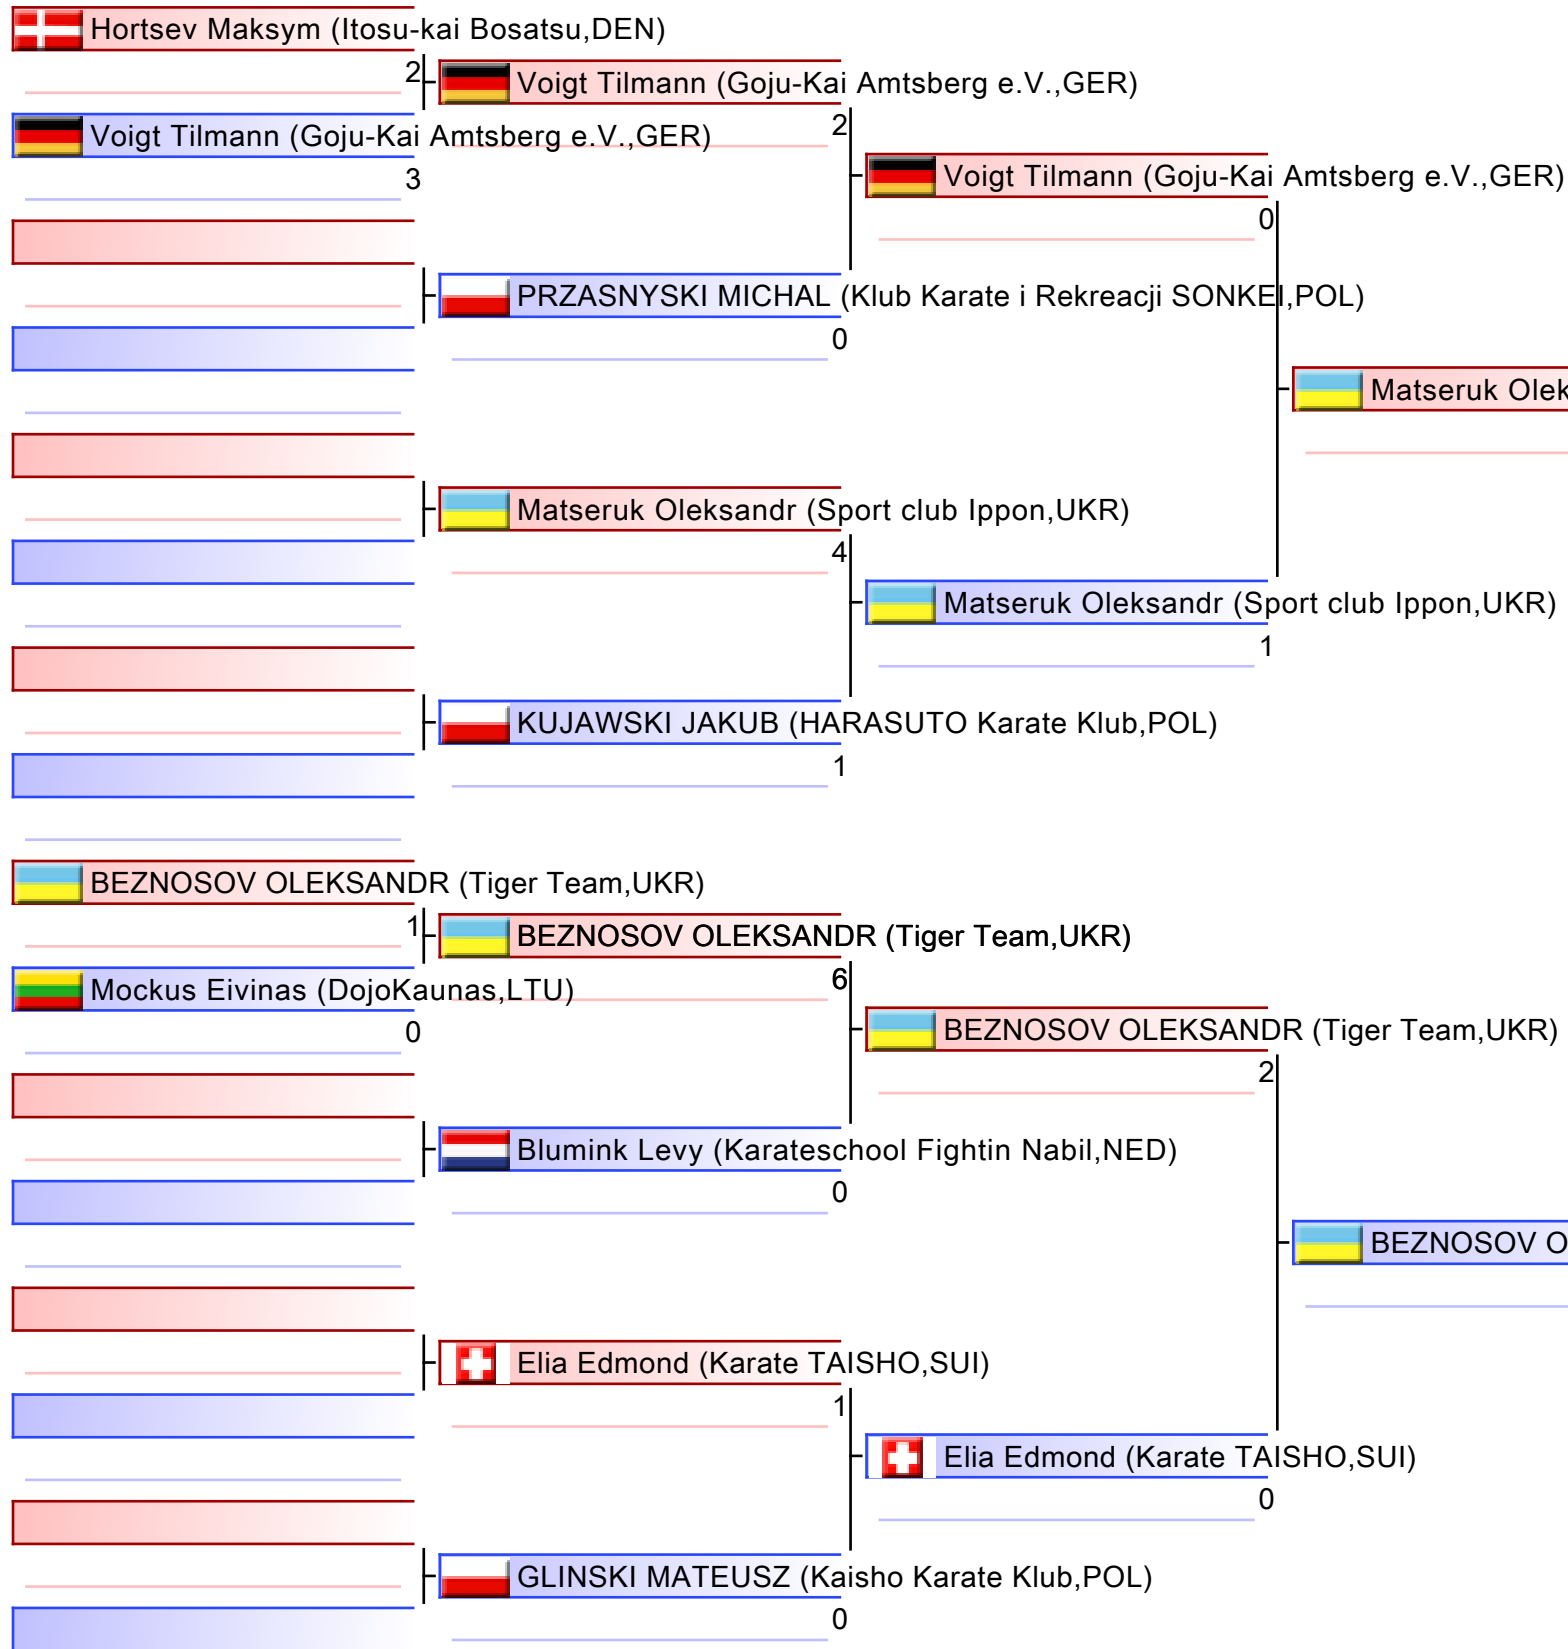 Hortsev Maksym (Itosu-kai Bosatsu,DEN)
2
Voigt Tilmann (Goju-Kai Amtsberg e.V.,GER)
Voigt Tilmann (Goju-Kai Amtsberg e.V.,GER)
2
3
Voigt Tilmann (Goju-Kai Amtsberg e.V.,GER)
0
PRZASNYSKI MICHAL (Klub Karate i Rekreacji SONKEI,POL)
0
Matseruk Olek
Matseruk Oleksandr (Sport club Ippon,UKR)
4
Matseruk Oleksandr (Sport club Ippon,UKR)
1
KUJAWSKI JAKUB (HARASUTO Karate Klub,POL)
1
BEZNOSOV OLEKSANDR (Tiger Team,UKR)
1
BEZNOSOV OLEKSANDR (Tiger Team,UKR)
6
Mockus Eivinas (DojoKaunas,LTU)
0
BEZNOSOV OLEKSANDR (Tiger Team,UKR)
2
Blumink Levy (Karateschool Fightin Nabil,NED)
0
BEZNOSOV O
Elia Edmond (Karate TAISHO,SUI)
1
Elia Edmond (Karate TAISHO,SUI)
0
GLINSKI MATEUSZ (Kaisho Karate Klub,POL)
0